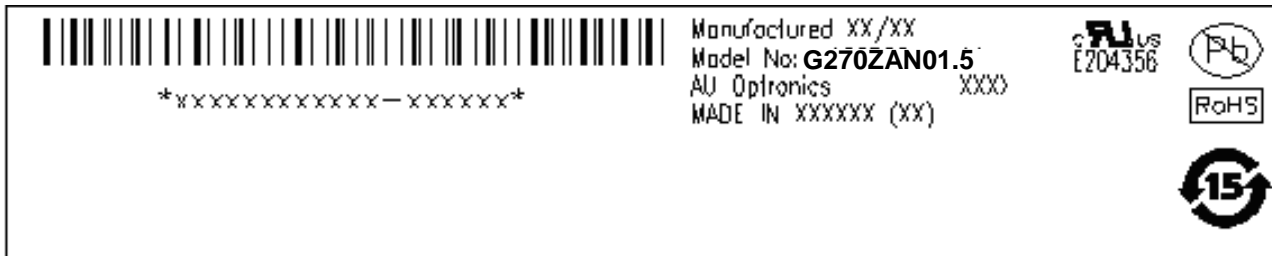 *xxxxxxxxxxxx-xxxxxx*
Manufactured XX/XX
Model No: G270ZAN01.5
AU Optronics XXX
MADE IN XXXXXX (XX)
c RU US
E204356
Pb
RoHS
15